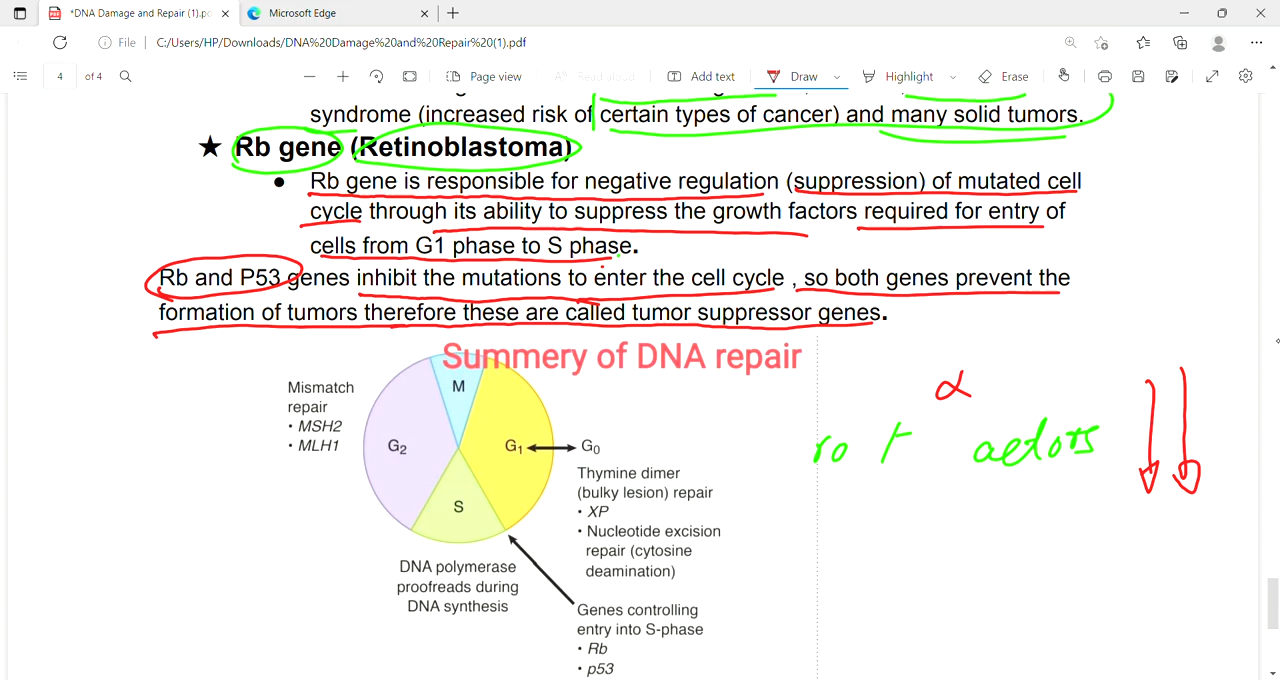 *DNA Damage and Repair (1).pd
Microsoft Edge
File C:/Users/HP/Downloads/DNA%20Damage%20and%20Repair%20(1).pdf
4 of 4 Page view Read aloud Add text Draw Highlight Erase
syndrome (increased risk of certain types of cancer) and many solid tumors.
★ Rb gene (Retinoblastoma)
● Rb gene is responsible for negative regulation (suppression) of mutated cell
cycle through its ability to suppress the growth factors required for entry of
cells from G1 phase to S phase.
Rb and P53 genes inhibit the mutations to enter the cell cycle , so both genes prevent the
formation of tumors therefore these are called tumor suppressor genes.
Summery of DNA repair
Mismatch
repair
• MSH2
• MLH1
M
G2
G1
G0
S
Thymine dimer
(bulky lesion) repair
• XP
• Nucleotide excision
repair (cytosine
deamination)
DNA polymerase
proofreads during
DNA synthesis
Genes controlling
entry into S-phase
• Rb
• p53
α